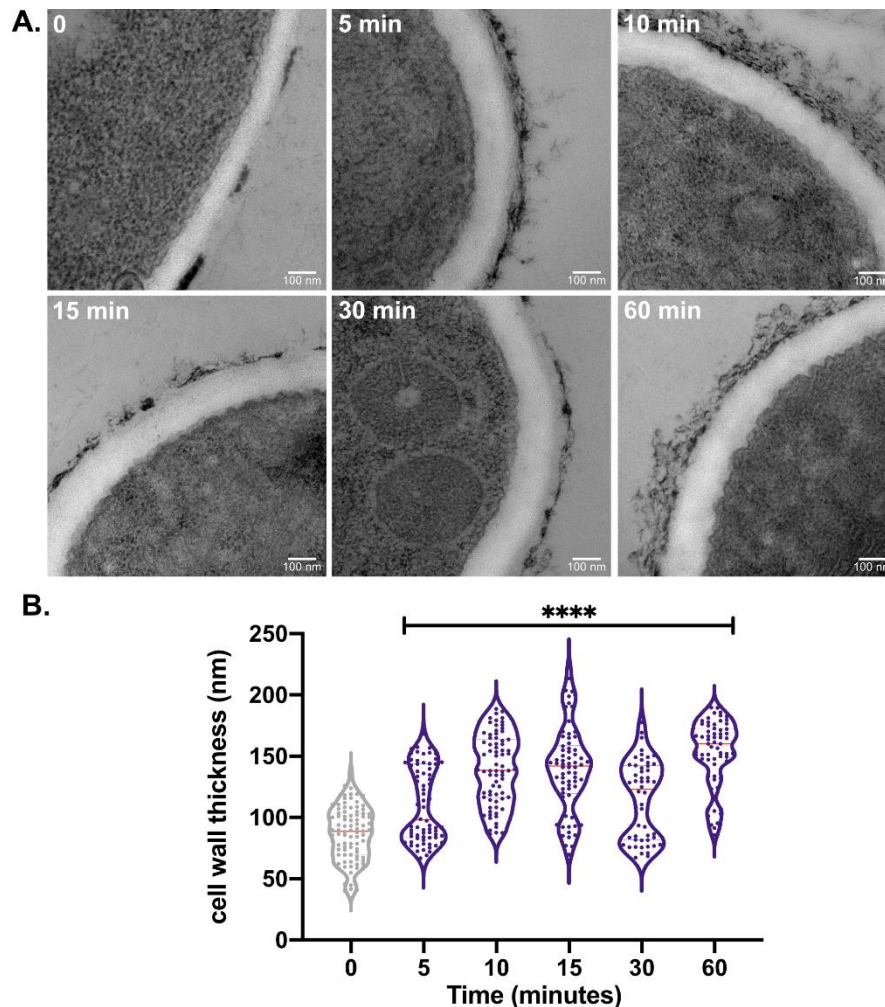 A.
0
5 min
10 min
100 nm
100 nm
100 nm
15 min
30 min
60 min
100 nm
100 nm
100 nm
B.
****
250
200
150
100
50
0
cell wall thickness (nm)
0 5 10 15 30 60
Time (minutes)